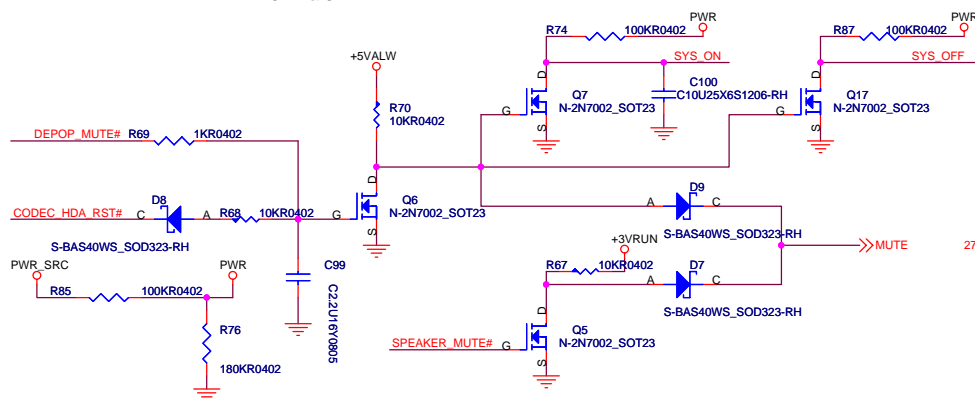 R74
100KR0402
PWR
R87
100KR0402
PWR
+5VALW
SYS_ON
SYS_OFF
D
C100
C10U25X6S1206-RH
D
R70
10KR0402
Q7
N-2N7002_SOT23
Q17
N-2N7002_SOT23
G
G
S
S
DEPOP_MUTE#
R69
1KR0402
D
Q6
N-2N7002_SOT23
D8
D9
CODEC_HDA_RST#
C
A
R68
10KR0402
G
A
C
S
S-BAS40WS_SOD323-RH
S-BAS40WS_SOD323-RH
+3VRUN
MUTE
27
PWR_SRC
PWR
C99
C2.2U16Y0805
R67
10KR0402
D7
R85
100KR0402
A
C
S-BAS40WS_SOD323-RH
D
R76
180KR0402
Q5
N-2N7002_SOT23
SPEAKER_MUTE#
G
S